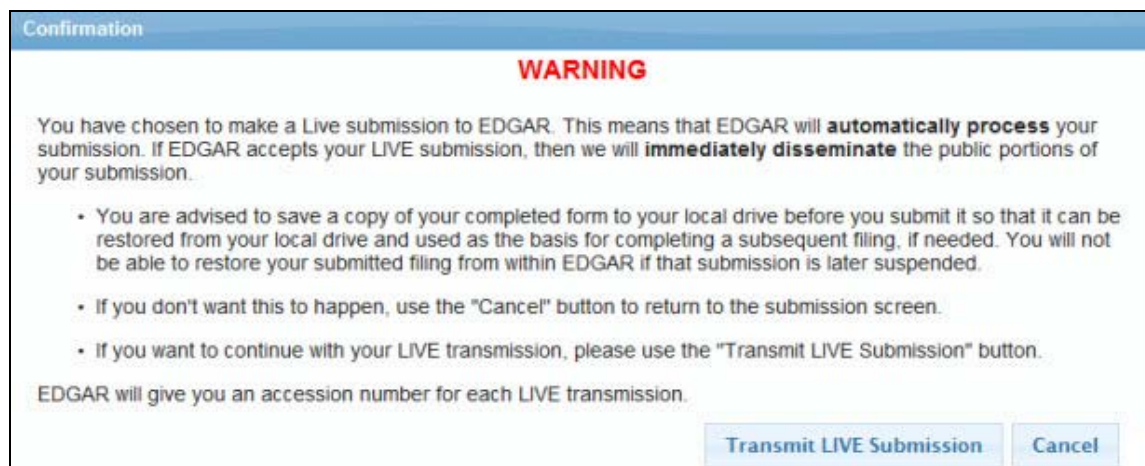 Confirmation
WARNING
You have chosen to make a Live submission to EDGAR. This means that EDGAR will automatically process your
submission. If EDGAR accepts your LIVE submission, then we will immediately disseminate the public portions of
your submission.
• You are advised to save a copy of your completed form to your local drive before you submit it so that it can be
restored from your local drive and used as the basis for completing a subsequent filing, if needed. You will not
be able to restore your submitted filing from within EDGAR if that submission is later suspended.
• If you don't want this to happen, use the "Cancel" button to return to the submission screen.
• If you want to continue with your LIVE transmission, please use the "Transmit LIVE Submission" button.
EDGAR will give you an accession number for each LIVE transmission.
Transmit LIVE Submission Cancel